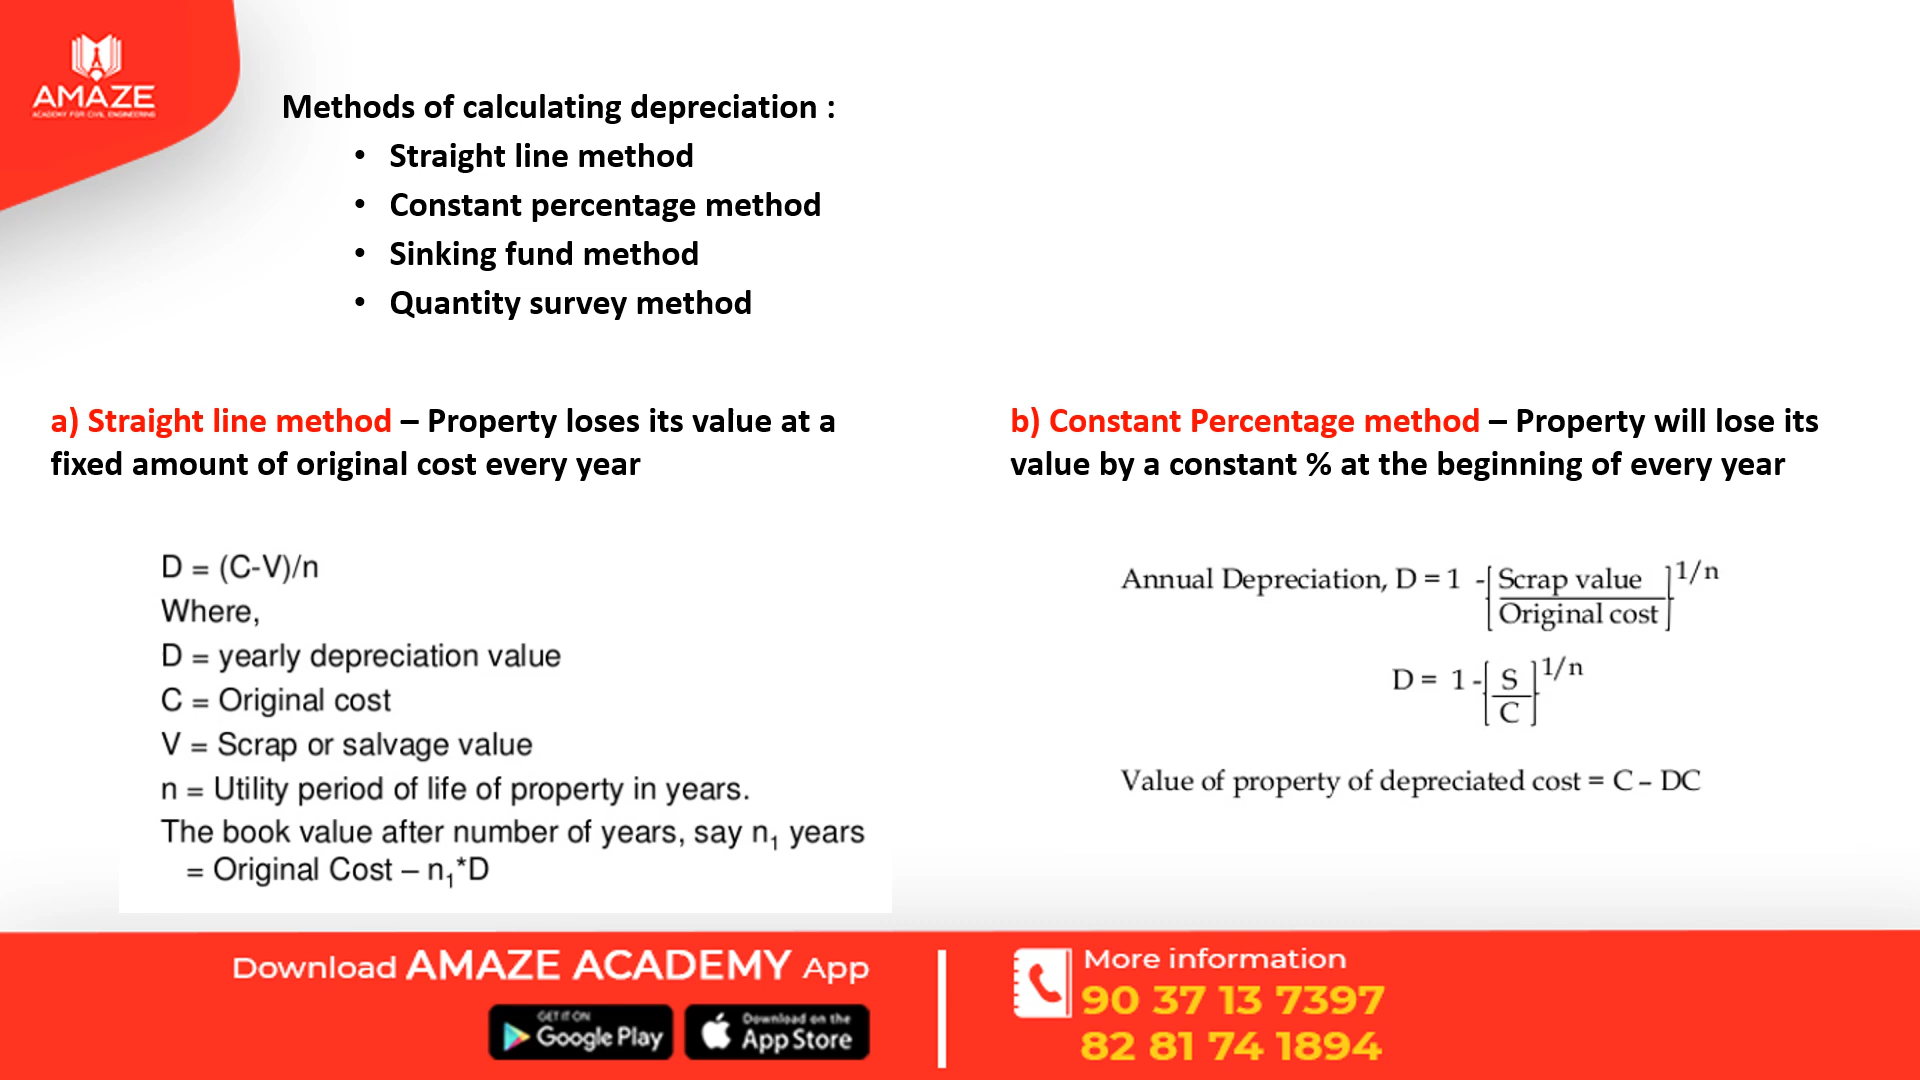 AMAZE
ACADEMY FOR CIVIL ENGINEERING
Methods of calculating depreciation :
• Straight line method
• Constant percentage method
• Sinking fund method
• Quantity survey method
a) Straight line method – Property loses its value at a
fixed amount of original cost every year
D = (C-V)/n
Where,
D = yearly depreciation value
C = Original cost
V = Scrap or salvage value
n = Utility period of life of property in years.
The book value after number of years, say n₁ years
= Original Cost – n₁*D
b) Constant Percentage method – Property will lose its
value by a constant % at the beginning of every year
Annual Depreciation, D = 1 - [Scrap value / Original cost]^1/n
D = 1 - [S / C]^1/n
Value of property of depreciated cost = C – DC
Download AMAZE ACADEMY App
GET IT ON
Google Play
Download on the
App Store
More information
90 37 13 7397
82 81 74 1894